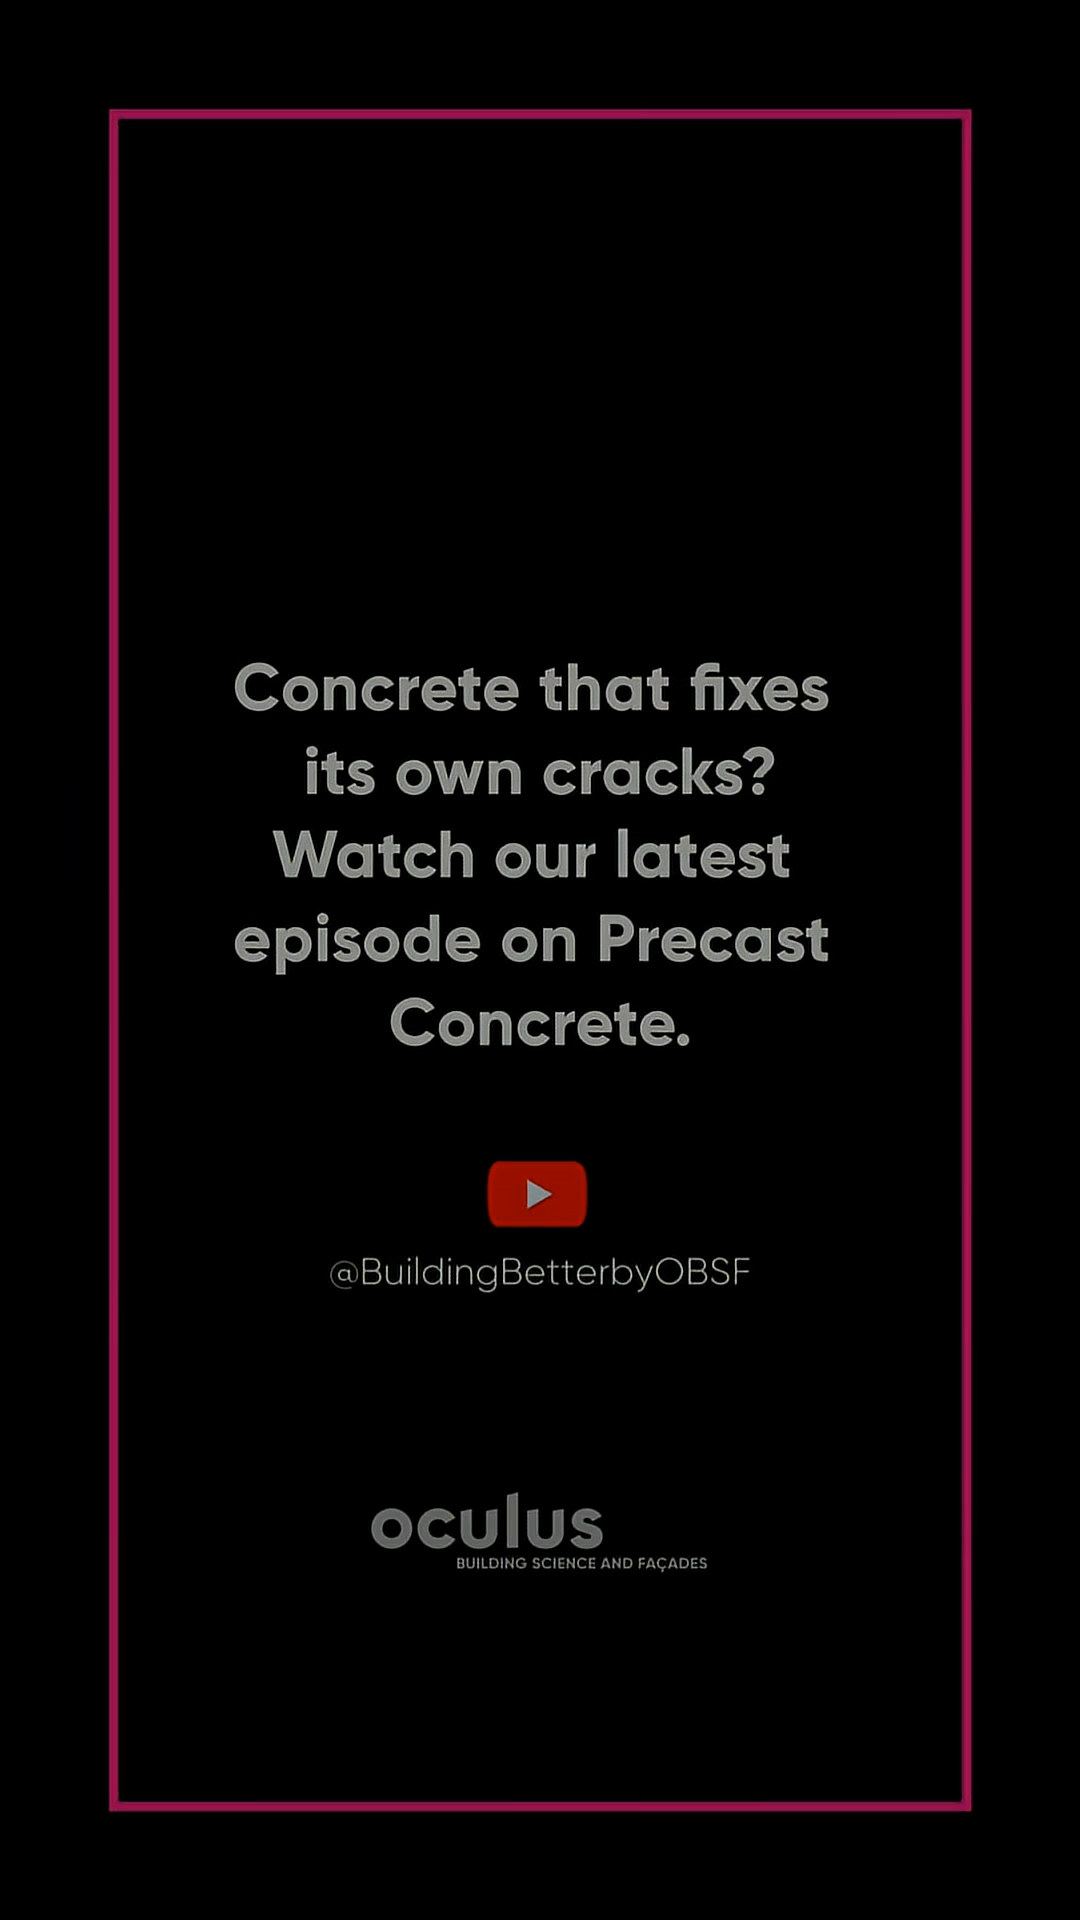 Concrete that fixes
its own cracks?
Watch our latest
episode on Precast
Concrete.
@BuildingBetterbyOBSF
oculus
BUILDING SCIENCE AND FAÇADES